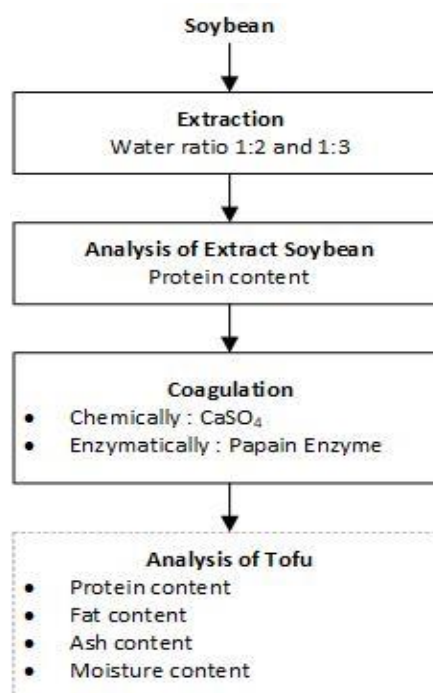 Soybean
Extraction
Water ratio 1:2 and 1:3
Analysis of Extract Soybean
Protein content
Coagulation
• Chemically : CaSO₄
• Enzymatically : Papain Enzyme
Analysis of Tofu
• Protein content
• Fat content
• Ash content
• Moisture content